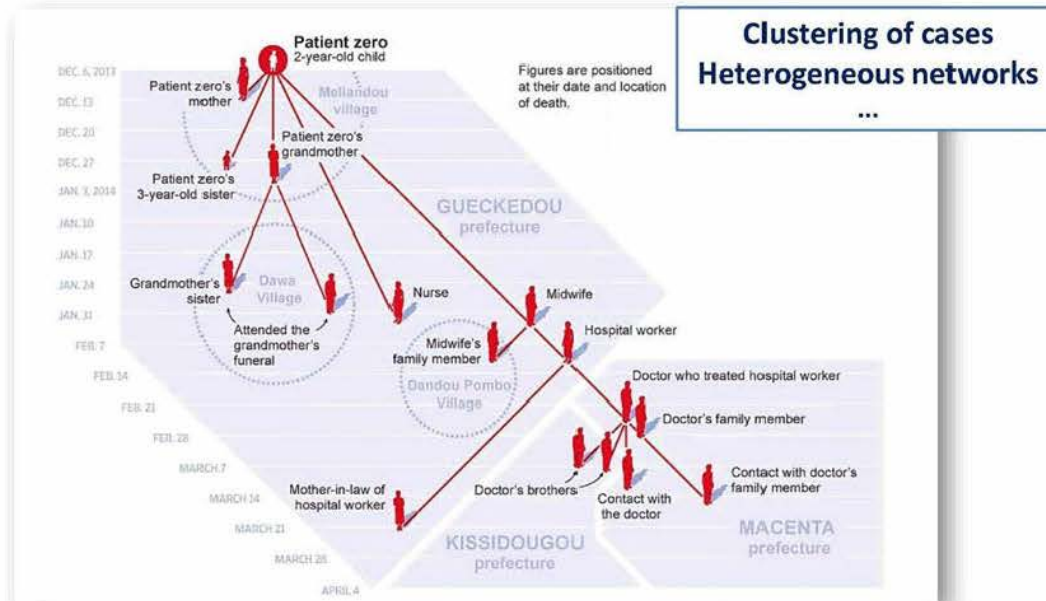 Clustering of cases
Heterogeneous networks
...
Patient zero
2-year-old child
Figures are positioned
at their date and location
of death.
DEC. 6, 2013
DEC. 13
DEC. 20
DEC. 27
JAN. 3, 2014
JAN. 10
JAN. 17
JAN. 24
JAN. 31
FEB. 7
FEB. 14
FEB. 21
FEB. 28
MARCH 7
MARCH 14
MARCH 21
MARCH 28
APRIL 4
Patient zero's
mother
Meliandou
village
Patient zero's
grandmother
Patient zero's
3-year-old sister
GUECKEDOU
prefecture
Grandmother's
sister
Dawa
Village
Attended the
grandmother's
funeral
Nurse
Midwife
Midwife's
family member
Hospital worker
Dandou Pombo
Village
Doctor who treated hospital worker
Doctor's family member
Mother-in-law of
hospital worker
Doctor's brothers
Contact with
the doctor
Contact with doctor's
family member
KISSIDOUGOU
prefecture
MACENTA
prefecture